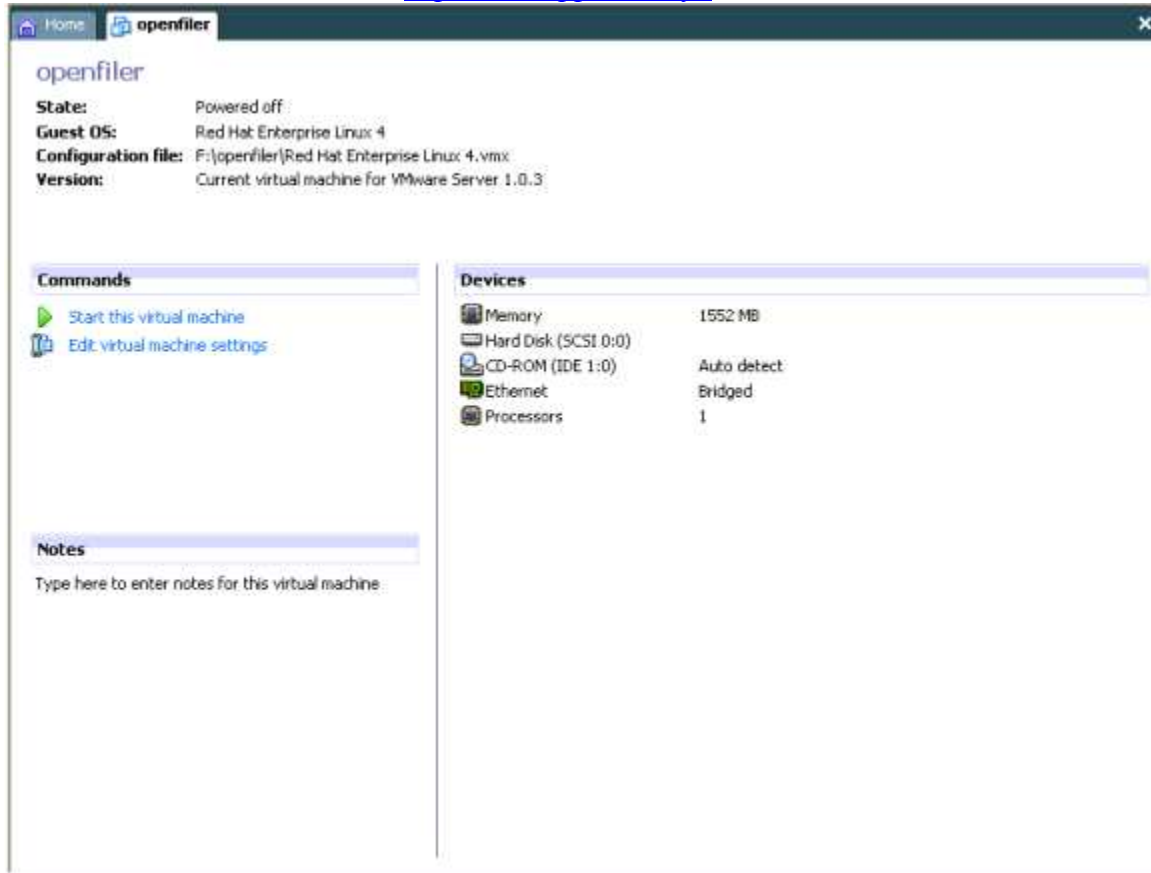 Home openfiler
openfiler
State: Powered off
Guest OS: Red Hat Enterprise Linux 4
Configuration file: F:\openfiler\Red Hat Enterprise Linux 4.vmx
Version: Current virtual machine for VMware Server 1.0.3
Commands
Start this virtual machine
Edit virtual machine settings
Devices
Memory 1552 MB
Hard Disk (SCSI 0:0)
CD-ROM (IDE 1:0) Auto detect
Ethernet Bridged
Processors 1
Notes
Type here to enter notes for this virtual machine